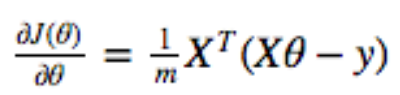 ∂J(θ)/∂θ = 1/m X^T (Xθ − y)